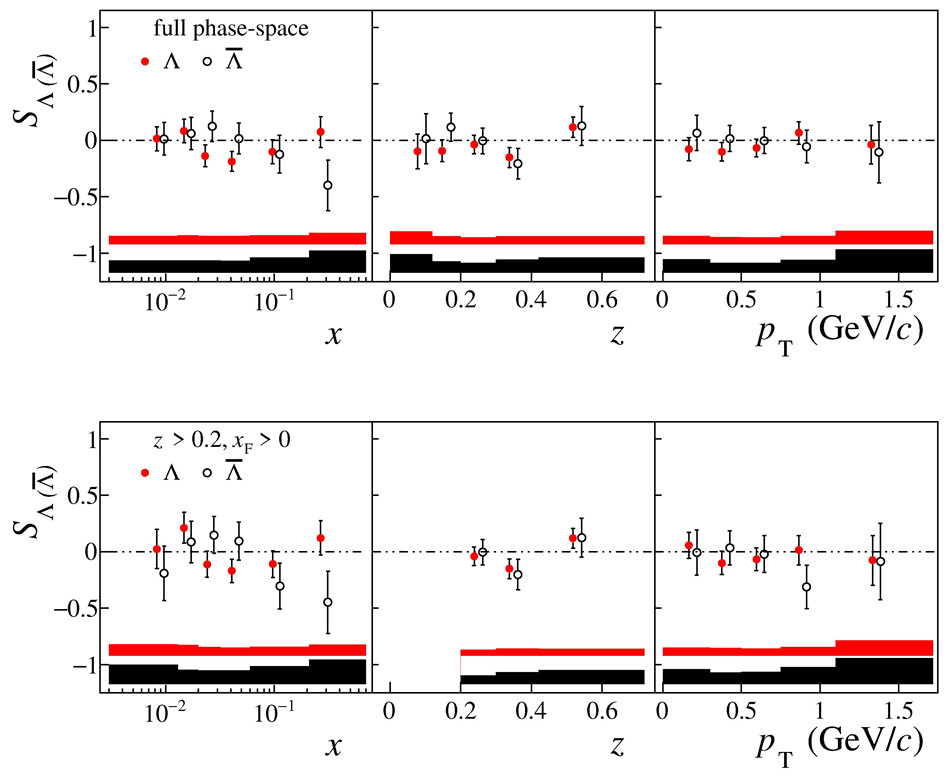 full phase-space
Λ Λ̅
S_Λ(Λ̅)
1
0.5
0
−0.5
−1
10⁻² 10⁻¹
x
0 0.2 0.4 0.6
z
0 0.5 1 1.5
p_T (GeV/c)
z > 0.2, x_F > 0
Λ Λ̅
S_Λ(Λ̅)
1
0.5
0
−0.5
−1
10⁻² 10⁻¹
x
0 0.2 0.4 0.6
z
0 0.5 1 1.5
p_T (GeV/c)